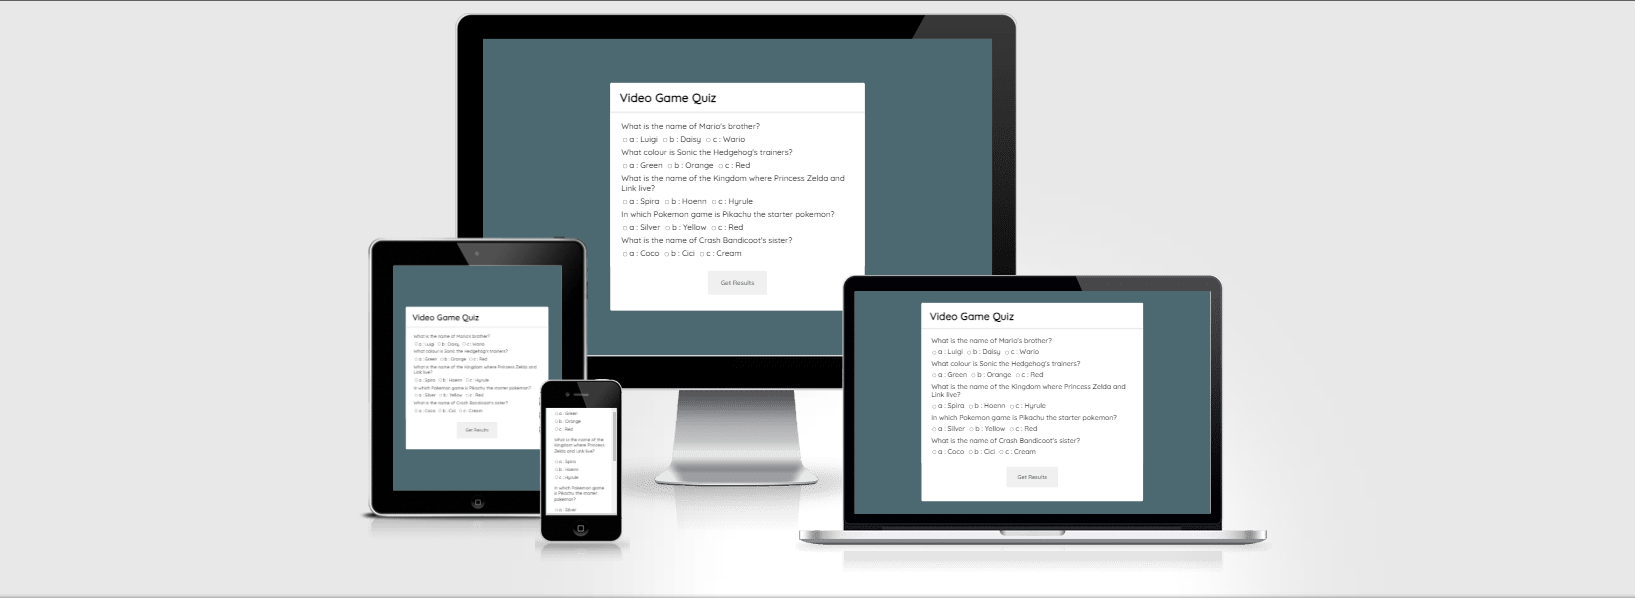 Video Game Quiz
What is the name of Mario's brother?
a : Luigi b : Daisy c : Wario
What colour is Sonic the Hedgehog's trainers?
a : Green b : Orange c : Red
What is the name of the Kingdom where Princess Zelda and
Link live?
a : Spira b : Hoenn c : Hyrule
In which Pokemon game is Pikachu the starter pokemon?
a : Silver b : Yellow c : Red
What is the name of Crash Bandicoot's sister?
a : Coco b : Cici c : Cream
Get Results
Video Game Quiz
What is the name of Mario's brother?
a : Luigi b : Daisy c : Wario
What colour is Sonic the Hedgehog's trainers?
a : Green b : Orange c : Red
What is the name of the Kingdom where Princess Zelda and
Link live?
a : Spira b : Hoenn c : Hyrule
In which Pokemon game is Pikachu the starter pokemon?
a : Silver b : Yellow c : Red
What is the name of Crash Bandicoot's sister?
a : Coco b : Cici c : Cream
Get Results
a : Green
b : Orange
c : Red
What is the name of the
Kingdom where Princess
Zelda and Link live?
a : Spira
b : Hoenn
c : Hyrule
In which Pokemon game
is Pikachu the starter
pokemon?
a : Silver
Video Game Quiz
What is the name of Mario's brother?
a : Luigi b : Daisy c : Wario
What colour is Sonic the Hedgehog's trainers?
a : Green b : Orange c : Red
What is the name of the Kingdom where Princess Zelda and
Link live?
a : Spira b : Hoenn c : Hyrule
In which Pokemon game is Pikachu the starter pokemon?
a : Silver b : Yellow c : Red
What is the name of Crash Bandicoot's sister?
a : Coco b : Cici c : Cream
Get Results